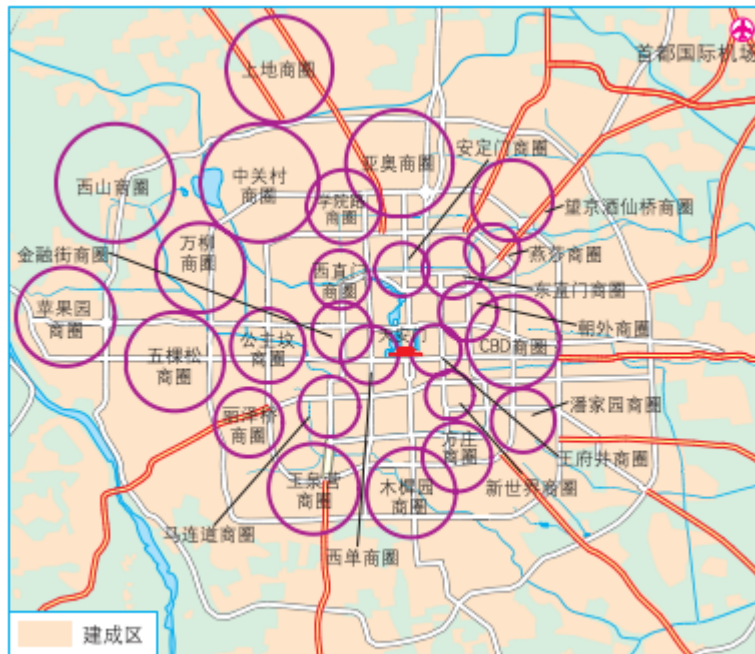 首都国际机场
上地商圈
安定门商圈
亚奥商圈
西山商圈
中关村
商圈
学院路
商圈
望京酒仙桥商圈
万柳
商圈
金融街商圈
燕莎商圈
西直门
商圈
东直门商圈
苹果园
商圈
朝外商圈
天安门
公主坟
商圈
CBD商圈
五棵松
商圈
潘家园商圈
丽泽桥
商圈
方庄
商圈
王府井商圈
玉泉营
商圈
木樨园
商圈
新世界商圈
马连道商圈
西单商圈
建成区